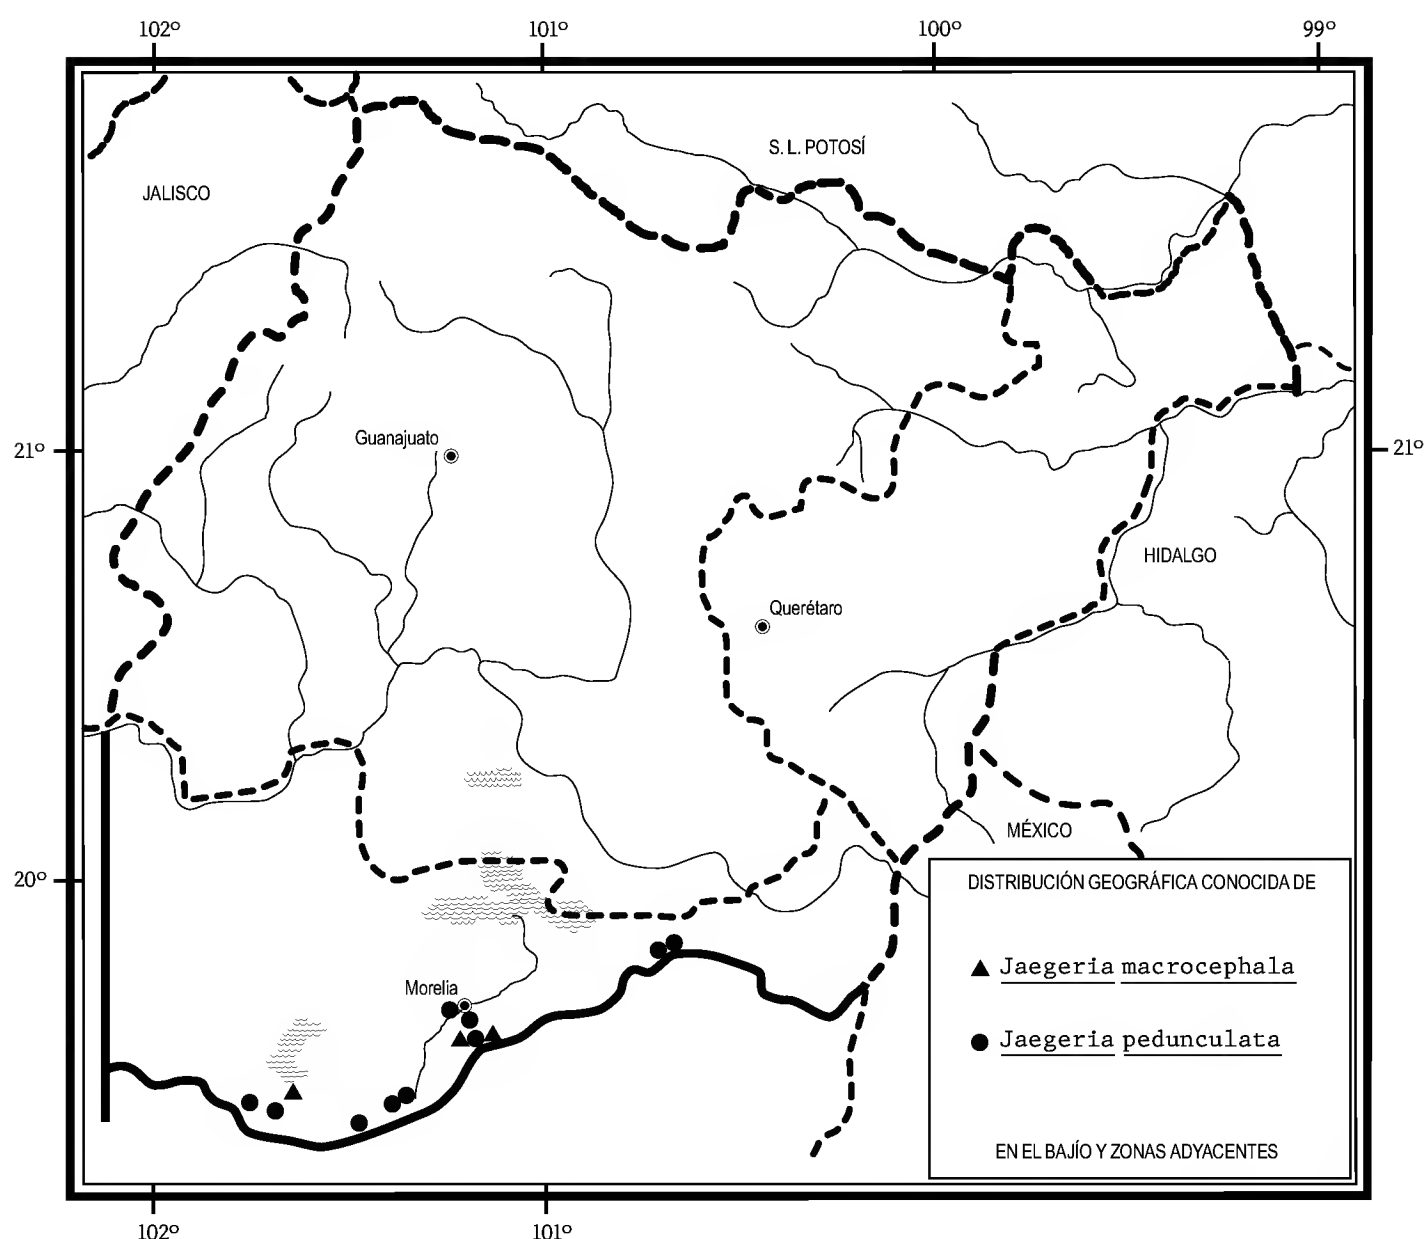 102º 101º 100º 99º
S. L. POTOSÍ
JALISCO
Guanajuato
21º 21º
HIDALGO
Querétaro
MÉXICO
20º
DISTRIBUCIÓN GEOGRÁFICA CONOCIDA DE
Jaegeria macrocephala
Morelia
Jaegeria pedunculata
EN EL BAJÍO Y ZONAS ADYACENTES
102º 101º